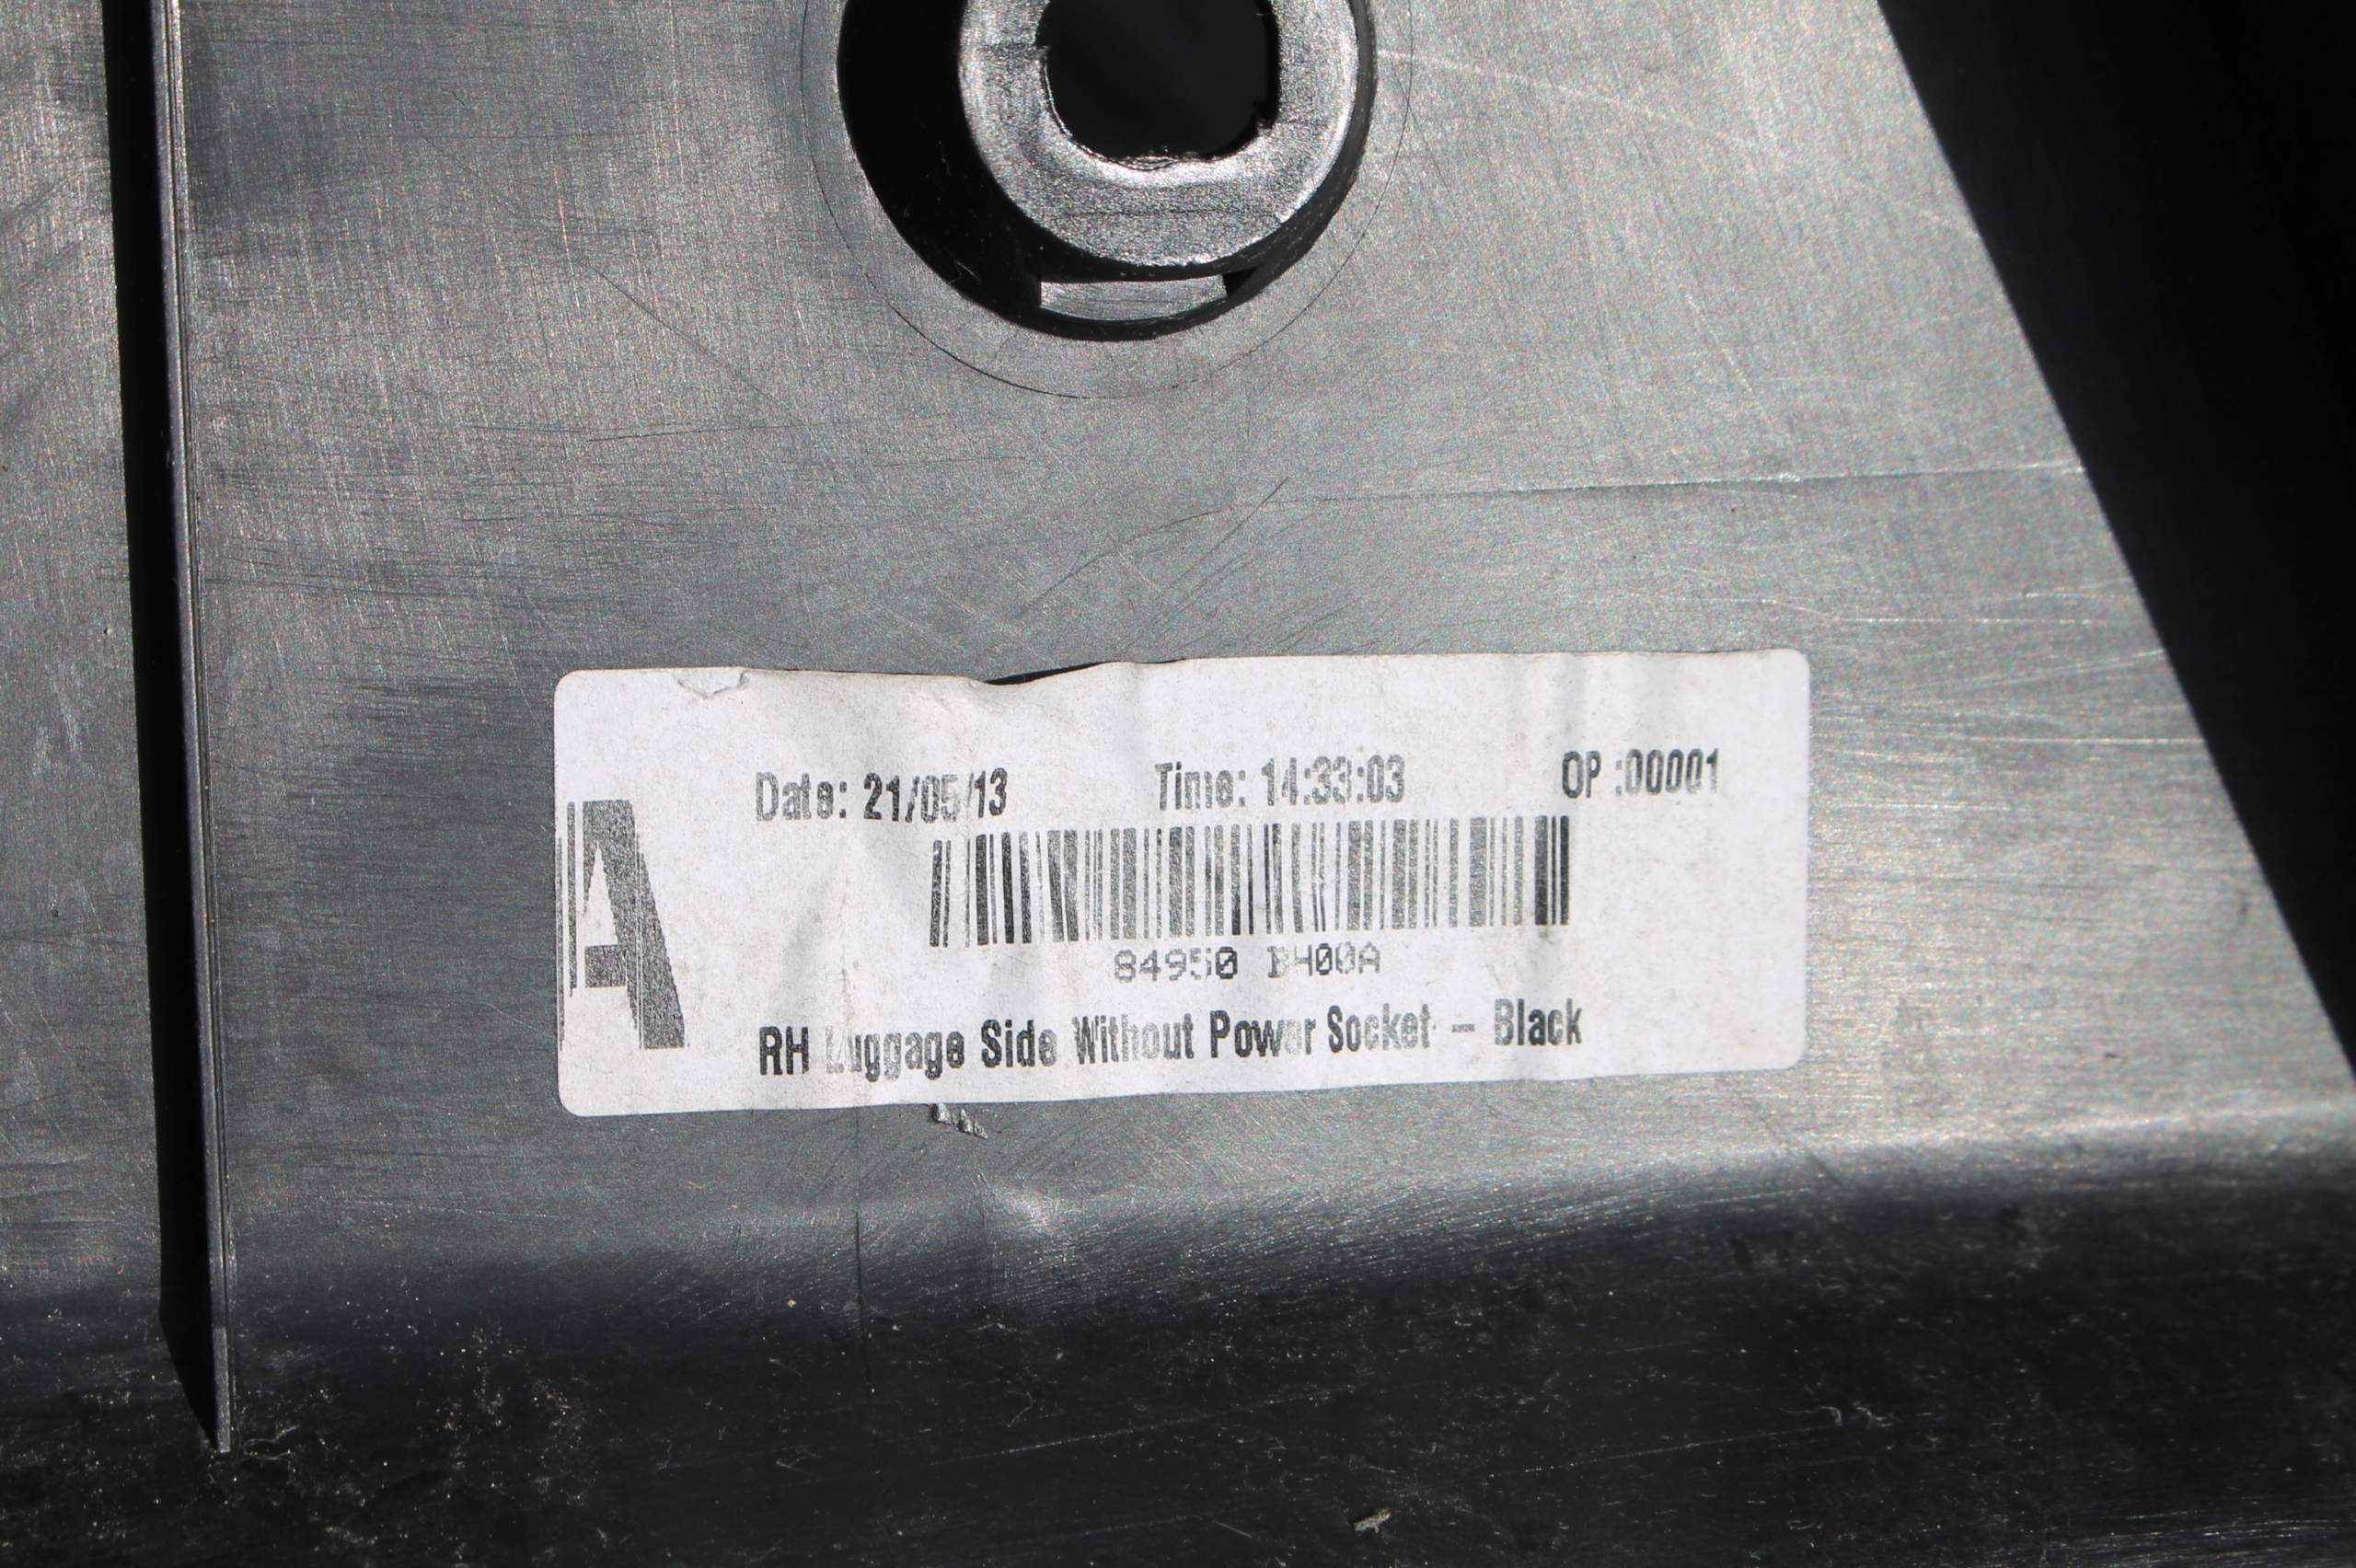 Date: 21/05/13 Time: 14:33:03 OP :00001
A
84950 BH00A
RH Luggage Side Without Power Socket - Black